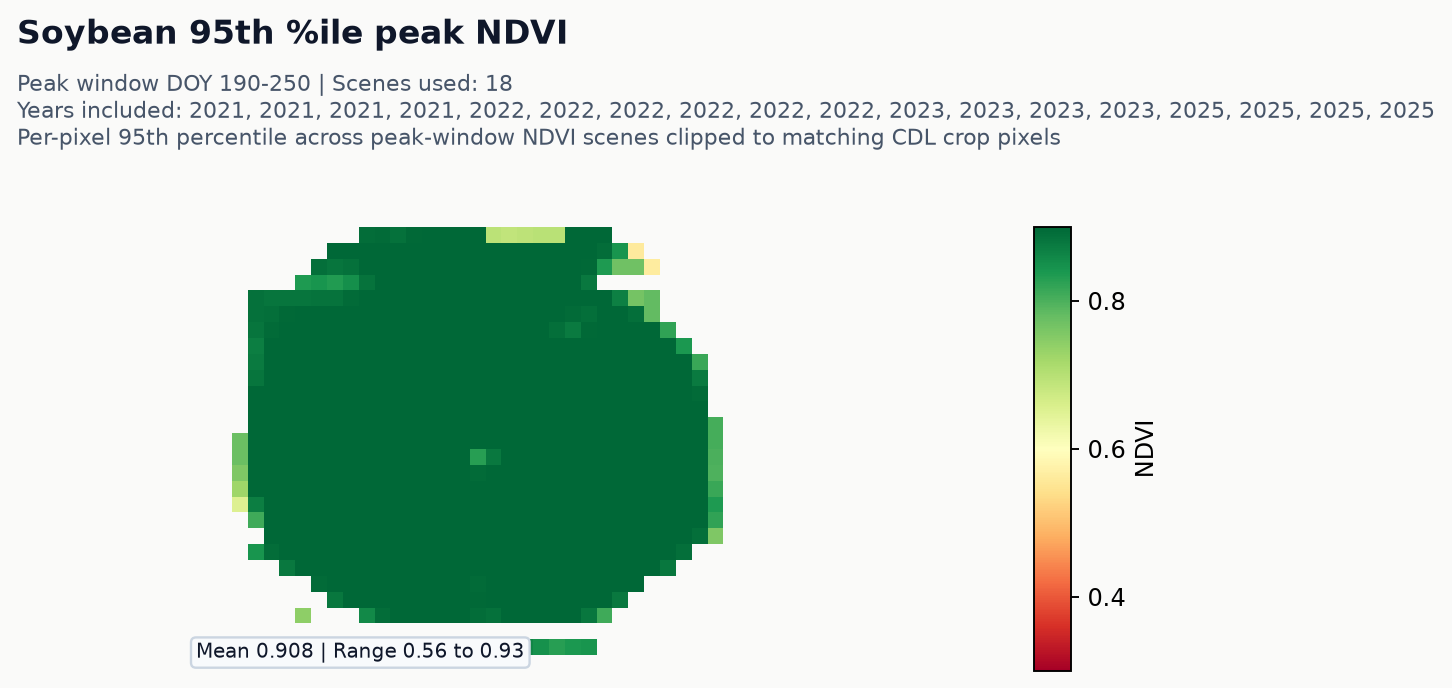 Soybean 95th %ile peak NDVI
Peak window DOY 190-250 | Scenes used: 18
Years included: 2021, 2021, 2021, 2021, 2022, 2022, 2022, 2022, 2022, 2022, 2023, 2023, 2023, 2023, 2025, 2025, 2025, 2025
Per-pixel 95th percentile across peak-window NDVI scenes clipped to matching CDL crop pixels
0.8
0.6
NDVI
0.4
Mean 0.908 | Range 0.56 to 0.93